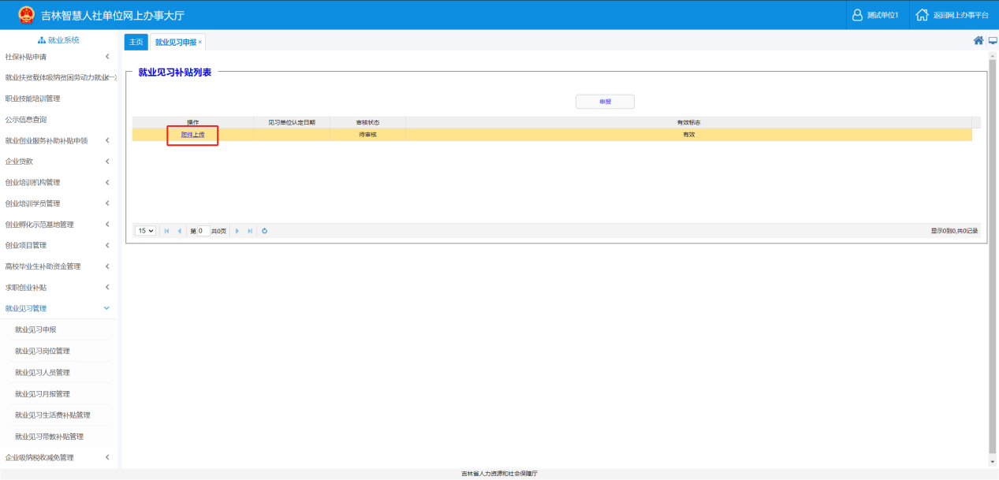 吉林智慧人社单位网上办事大厅
测试单位1
返回网上办事平台
就业系统
主页
就业见习申报 ×
社保补贴申请
就业扶贫载体吸纳贫困劳动力就业一次
职业技能培训管理
公示信息查询
就业创业服务补助补贴申领
企业贷款
创业培训机构管理
创业培训学员管理
创业孵化示范基地管理
创业项目管理
高校毕业生补助资金管理
求职创业补贴
就业见习管理
就业见习申报
就业见习岗位管理
就业见习人员管理
就业见习月报管理
就业见习生活费补贴管理
就业见习带教补贴管理
企业吸纳税收减免管理
就业见习补贴列表
申报
操作 见习单位认定日期 审核状态 有效标志
附件上传 待审核 有效
15 第 0 共0页 显示0到0,共0记录
吉林省人力资源和社会保障厅